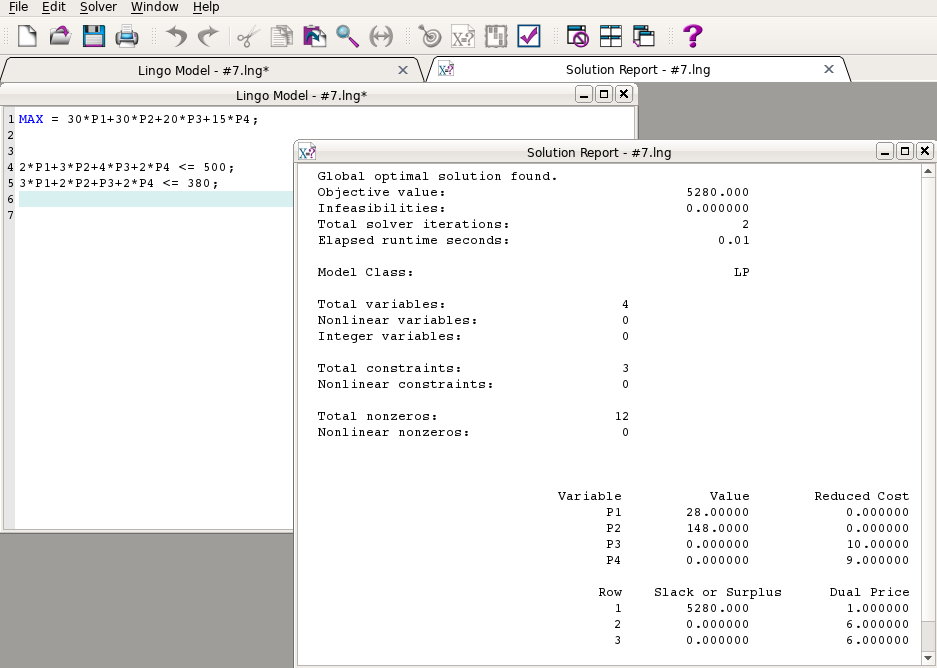 File Edit Solver Window Help
Lingo Model - #7.lng*
Solution Report - #7.lng
Lingo Model - #7.lng*
1 MAX = 30*P1+30*P2+20*P3+15*P4;
2
3
4 2*P1+3*P2+4*P3+2*P4 <= 500;
5 3*P1+2*P2+P3+2*P4 <= 380;
6
7
Solution Report - #7.lng
Global optimal solution found.
Objective value: 5280.000
Infeasibilities: 0.000000
Total solver iterations: 2
Elapsed runtime seconds: 0.01
Model Class: LP
Total variables: 4
Nonlinear variables: 0
Integer variables: 0
Total constraints: 3
Nonlinear constraints: 0
Total nonzeros: 12
Nonlinear nonzeros: 0
Variable Value Reduced Cost
P1 28.00000 0.000000
P2 148.0000 0.000000
P3 0.000000 10.00000
P4 0.000000 9.000000
Row Slack or Surplus Dual Price
1 5280.000 1.000000
2 0.000000 6.000000
3 0.000000 6.000000